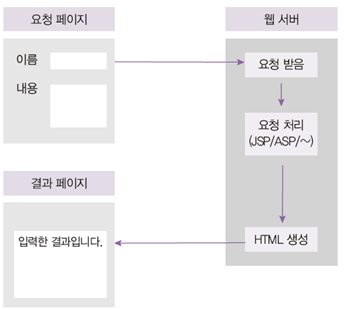 요청 페이지
이름
내용
웹 서버
요청 받음
요청 처리
(JSP/ASP/~)
HTML 생성
결과 페이지
입력한 결과입니다.